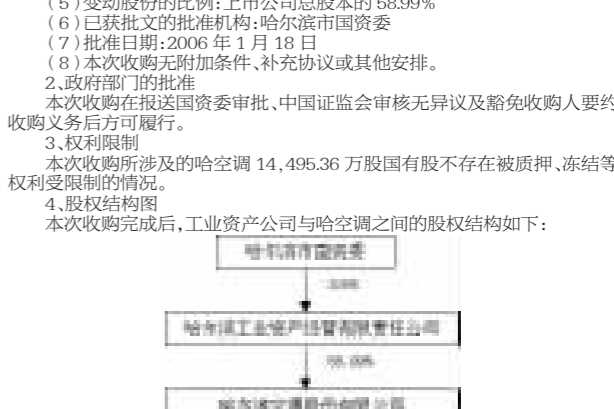 (5)变动股份的比例:上市公司总股本的58.99%
(6)已获批文的批准机构:哈尔滨市国资委
(7)批准日期:2006年1月18日
(8)本次收购无附加条件、补充协议或其他安排。
2、政府部门的批准
本次收购在报送国资委审批、中国证监会审核无异议及豁免收购人要约
收购义务后方可履行。
3、权利限制
本次收购所涉及的哈空调14,495.36万股国有股不存在被质押、冻结等
权利受限制的情况。
4、股权结构图
本次收购完成后,工业资产公司与哈空调之间的股权结构如下:
哈尔滨市国资委
哈尔滨工业资产经营有限责任公司
哈尔滨空调股份有限公司